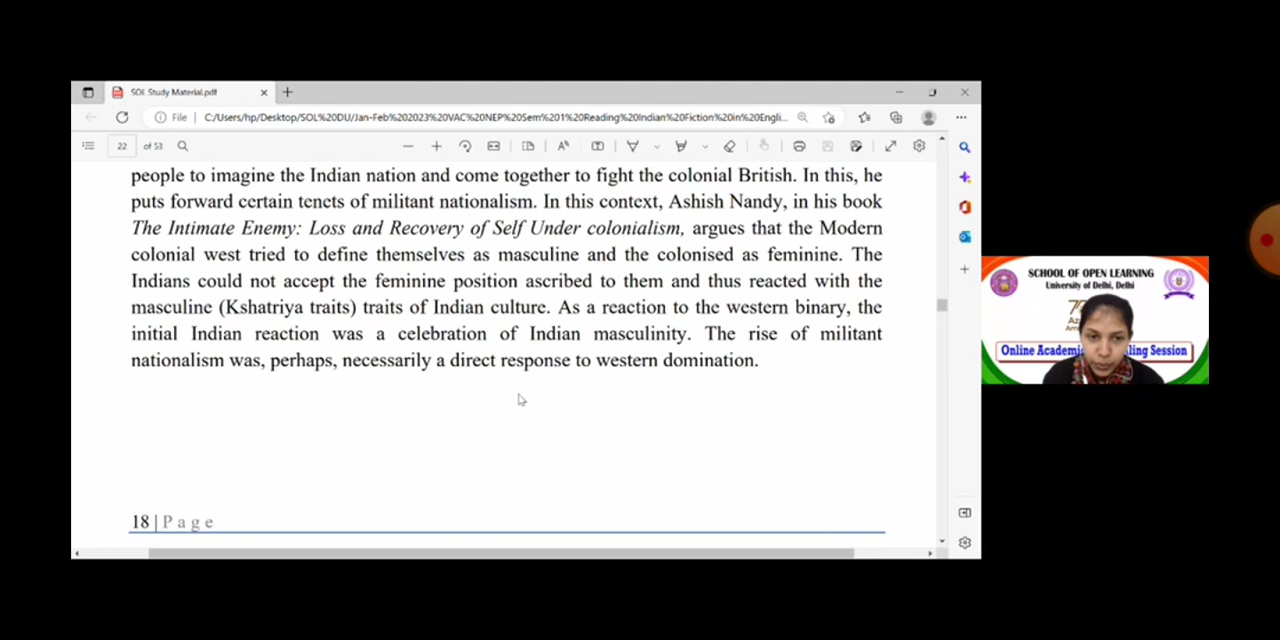 SOL Study Material.pdf
File C:/Users/hp/Desktop/SOL%20DU/Jan-Feb%202023%20VAC%20NEP%20Sem%201%20Reading%20Indian%20Fiction%20in%20Engli...
22 of 53
people to imagine the Indian nation and come together to fight the colonial British. In this, he
puts forward certain tenets of militant nationalism. In this context, Ashish Nandy, in his book
The Intimate Enemy: Loss and Recovery of Self Under colonialism, argues that the Modern
colonial west tried to define themselves as masculine and the colonised as feminine. The
Indians could not accept the feminine position ascribed to them and thus reacted with the
masculine (Kshatriya traits) traits of Indian culture. As a reaction to the western binary, the
initial Indian reaction was a celebration of Indian masculinity. The rise of militant
nationalism was, perhaps, necessarily a direct response to western domination.
18 | Page
SCHOOL OF OPEN LEARNING
University of Delhi, Delhi
Online Academi ling Session